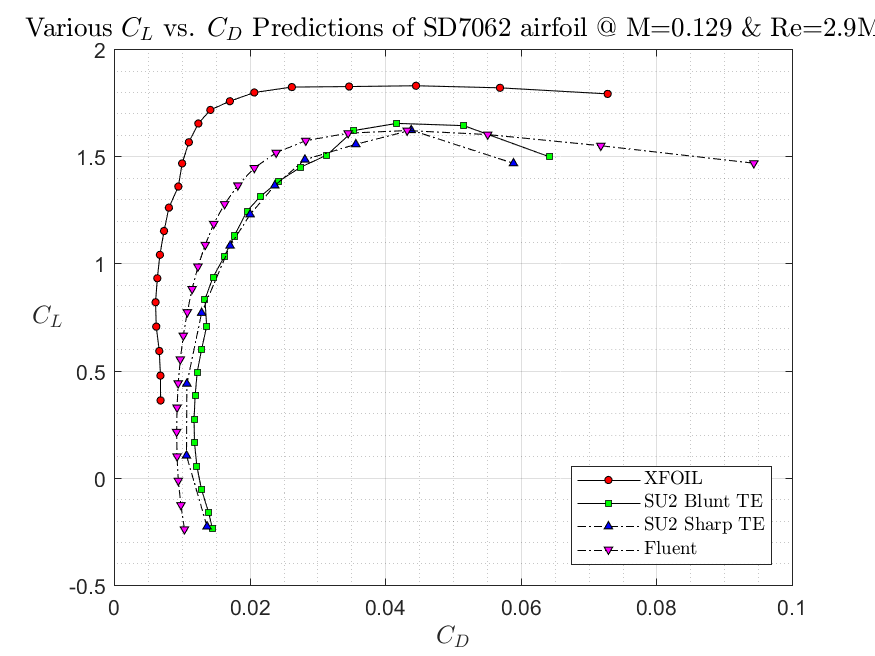 Various C_L vs. C_D Predictions of SD7062 airfoil @ M=0.129 & Re=2.9M
2
1.5
1
C_L
0.5
0
-0.5
XFOIL
SU2 Blunt TE
SU2 Sharp TE
Fluent
0 0.02 0.04 0.06 0.08 0.1
C_D